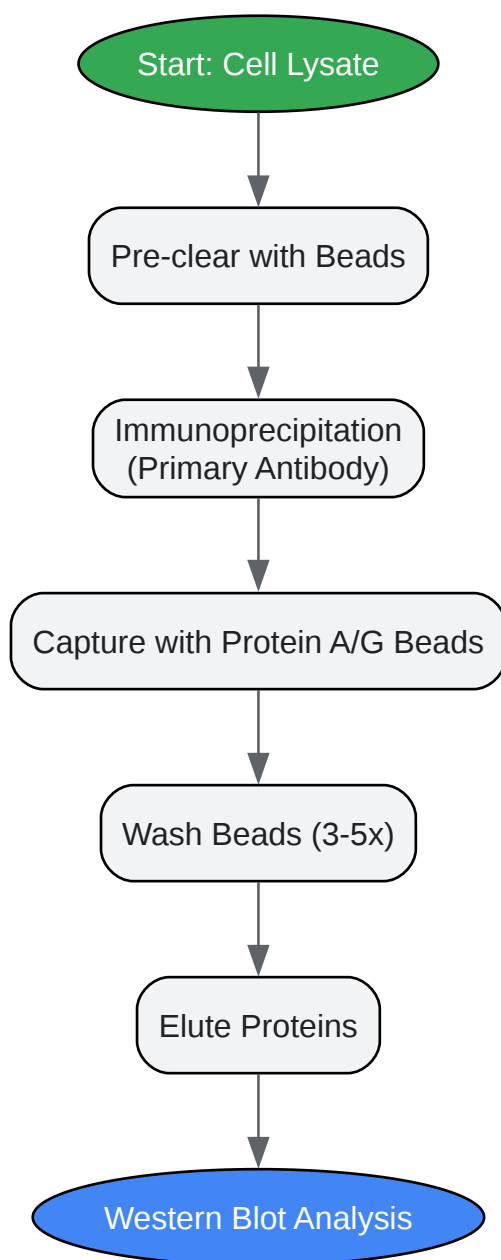 Start: Cell Lysate
Pre-clear with Beads
Immunoprecipitation
(Primary Antibody)
Capture with Protein A/G Beads
Wash Beads (3-5x)
Elute Proteins
Western Blot Analysis